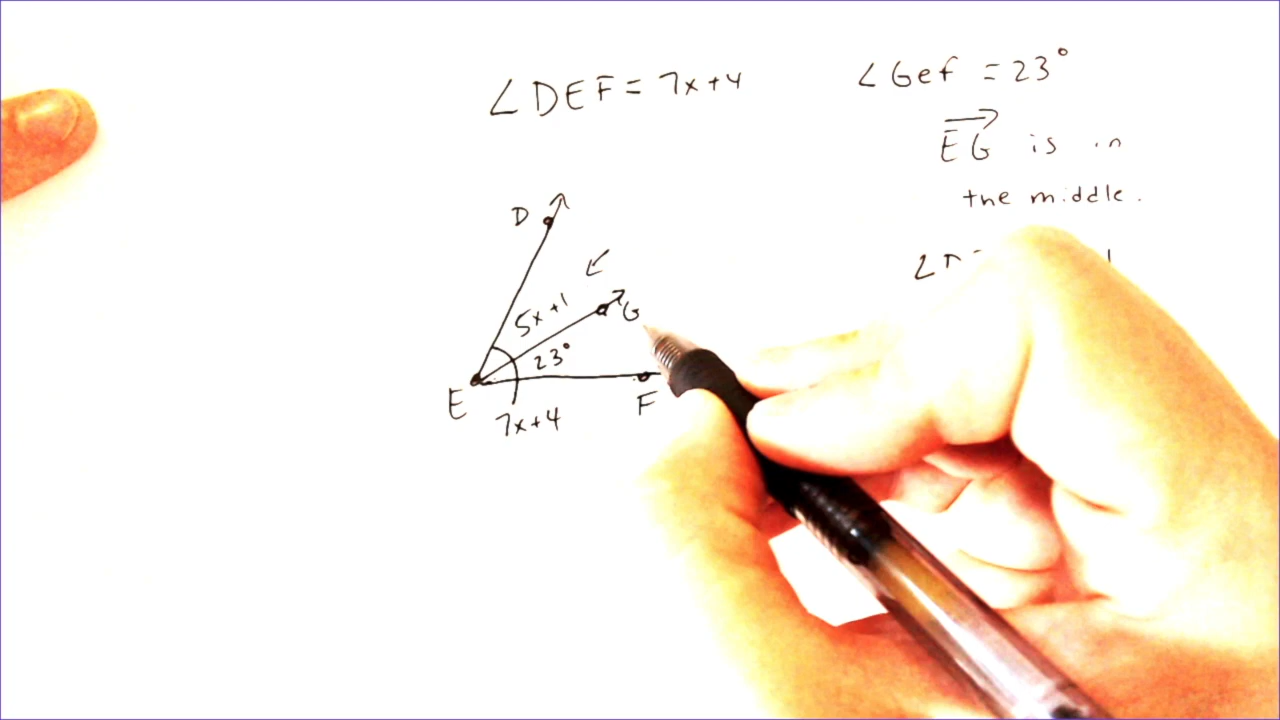 ∠DEF = 7x+4
∠Gef = 23°
EG is in
the middle.
D
5x+1
G
23°
E
F
7x+4